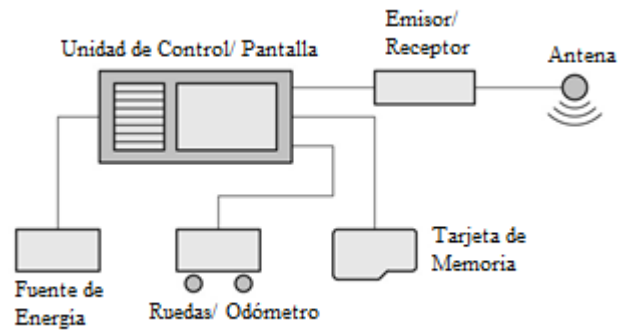 Emisor/
Receptor
Unidad de Control/ Pantalla
Antena
Tarjeta de
Memoria
Fuente de
Energia
Ruedas/ Odómetro